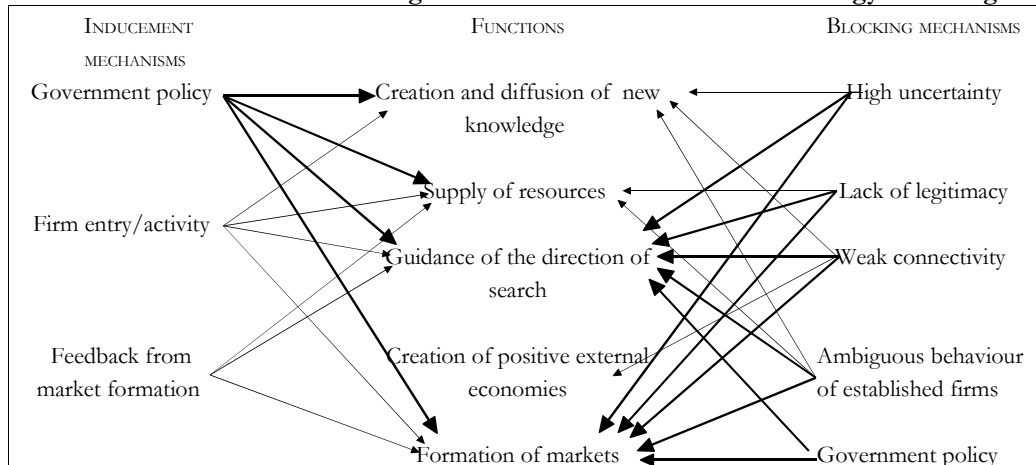 INDUCEMENT MECHANISMS
FUNCTIONS
BLOCKING MECHANISMS
Government policy
Creation and diffusion of new
knowledge
High uncertainty
Supply of resources
Lack of legitimacy
Firm entry/activity
Guidance of the direction of
search
Weak connectivity
Feedback from
market formation
Creation of positive external
economies
Ambiguous behaviour
of established firms
Formation of markets
Government policy